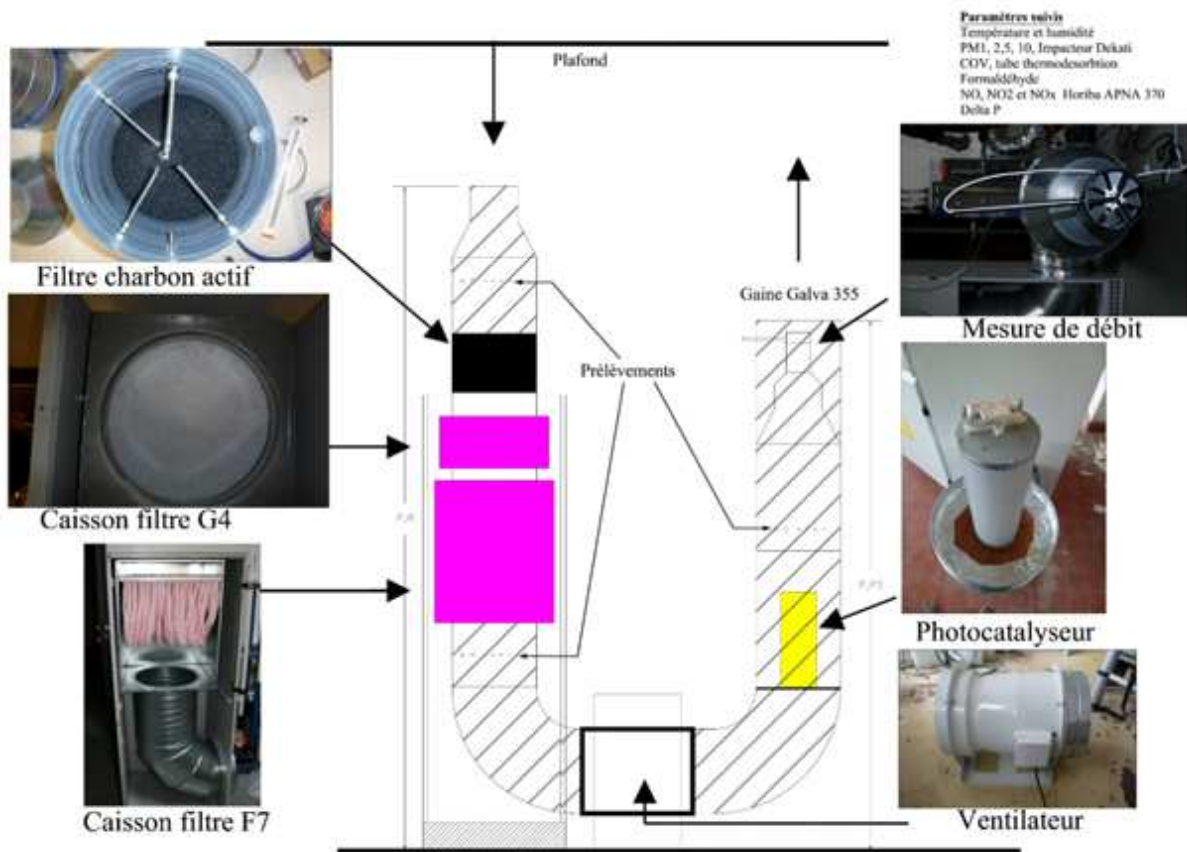 Paramètres suivis
Température et humidité
PM1, 2,5, 10, Impacteur Dekati
COV, tube thermodesorbtion
Formaldéhyde
NO, NO2 et NOx Horiba APNA 370
Delta P
Plafond
Filtre charbon actif
Gaine Galva 355
Mesure de débit
Prélèvements
Caisson filtre G4
Photocatalyseur
Caisson filtre F7
Ventilateur